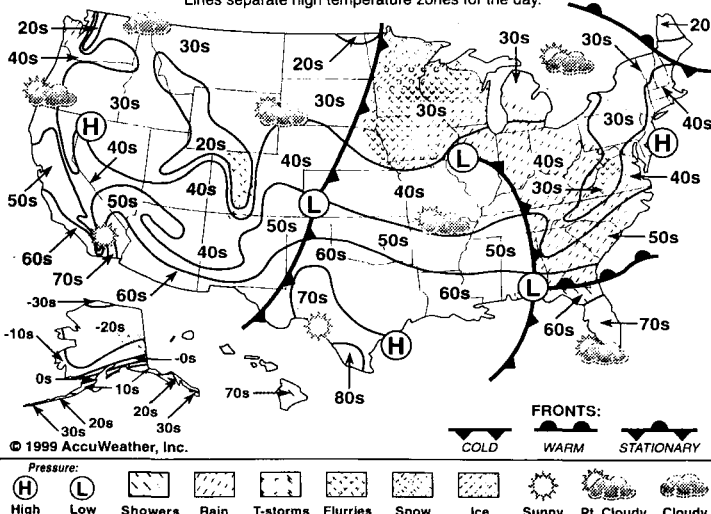 Lines separate high temperature zones for the day.
20s
40s
30s
20s
30s
30s
30s
30s
20s
30s
H
40s
20s
40s
40s
30s
L
40s
30s
30s
40s
H
40s
50s
50s
40s
L
40s
50s
50s
50s
60s
70s
60s
40s
60s
70s
60s
L
60s
70s
H
80s
-30s
-20s
-10s
-0s
0s
10s
20s
30s
20s
30s
70s
© 1999 AccuWeather, Inc.
FRONTS:
COLD WARM STATIONARY
Pressure:
H L
High Low Showers Rain T-storms Flurries Snow Ice Sunny Pt. Cloudy Cloudy